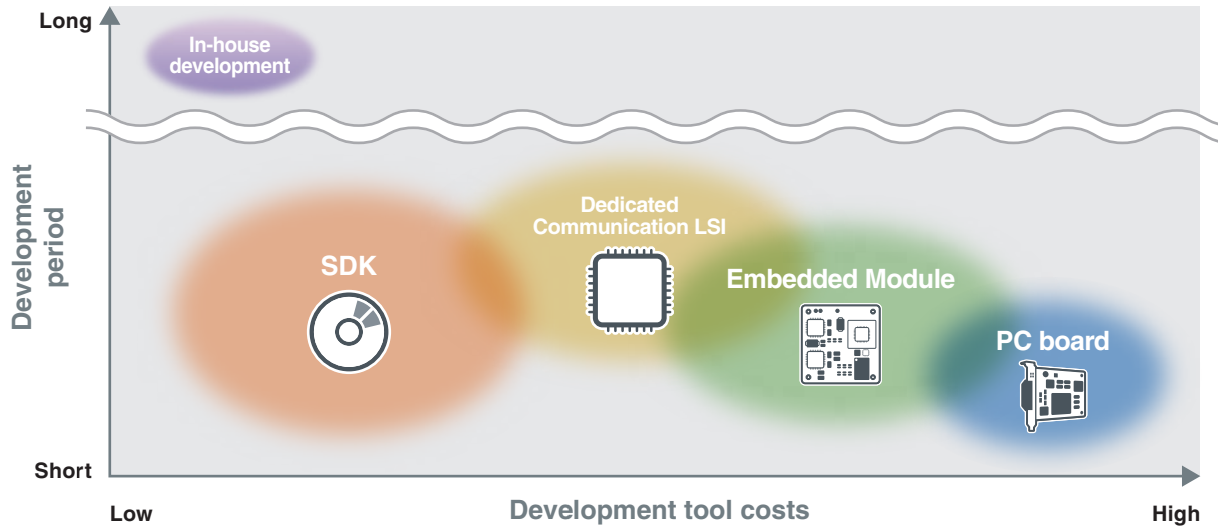 Long
In-house
development
Development
period
Dedicated
Communication LSI
SDK
Embedded Module
PC board
Short
Low
Development tool costs
High